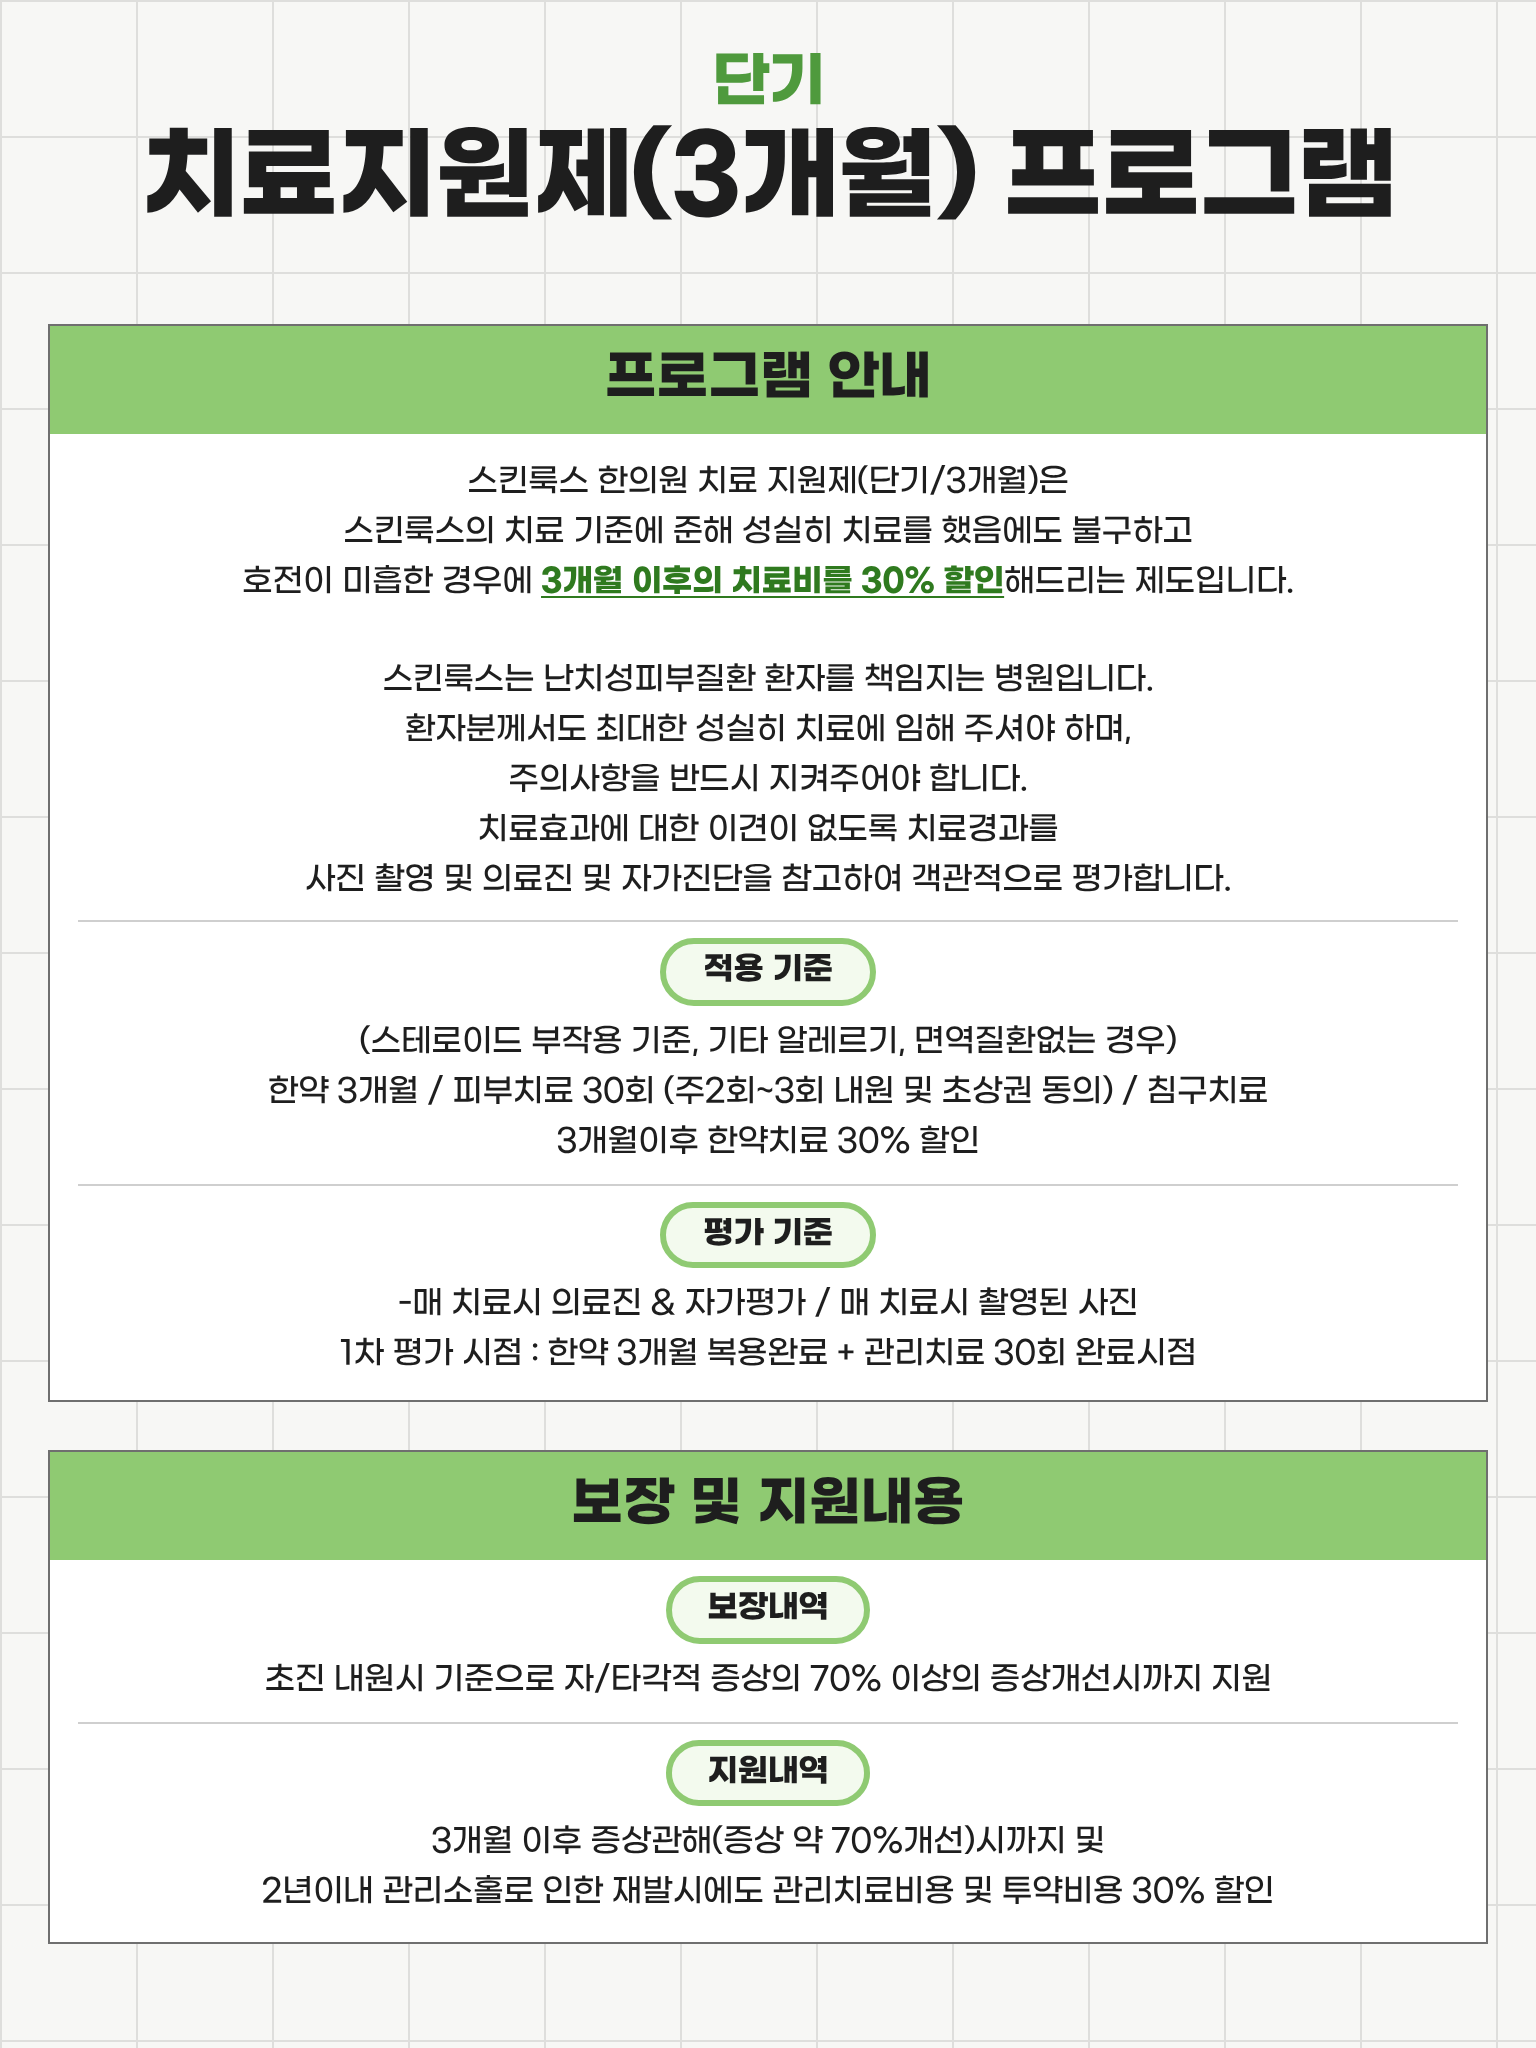 단기
치료지원제(3개월) 프로그램
프로그램 안내
스킨룩스 한의원 치료 지원제(단기/3개월)은
스킨룩스의 치료 기준에 준해 성실히 치료를 했음에도 불구하고
호전이 미흡한 경우에 3개월 이후의 치료비를 30% 할인해드리는 제도입니다.
스킨룩스는 난치성피부질환 환자를 책임지는 병원입니다.
환자분께서도 최대한 성실히 치료에 임해 주셔야 하며,
주의사항을 반드시 지켜주어야 합니다.
치료효과에 대한 이견이 없도록 치료경과를
사진 촬영 및 의료진 및 자가진단을 참고하여 객관적으로 평가합니다.
적용 기준
(스테로이드 부작용 기준, 기타 알레르기, 면역질환없는 경우)
한약 3개월 / 피부치료 30회 (주2회~3회 내원 및 초상권 동의) / 침구치료
3개월이후 한약치료 30% 할인
평가 기준
-매 치료시 의료진 & 자가평가 / 매 치료시 촬영된 사진
1차 평가 시점 : 한약 3개월 복용완료 + 관리치료 30회 완료시점
보장 및 지원내용
보장내역
초진 내원시 기준으로 자/타각적 증상의 70% 이상의 증상개선시까지 지원
지원내역
3개월 이후 증상관해(증상 약 70%개선)시까지 및
2년이내 관리소홀로 인한 재발시에도 관리치료비용 및 투약비용 30% 할인